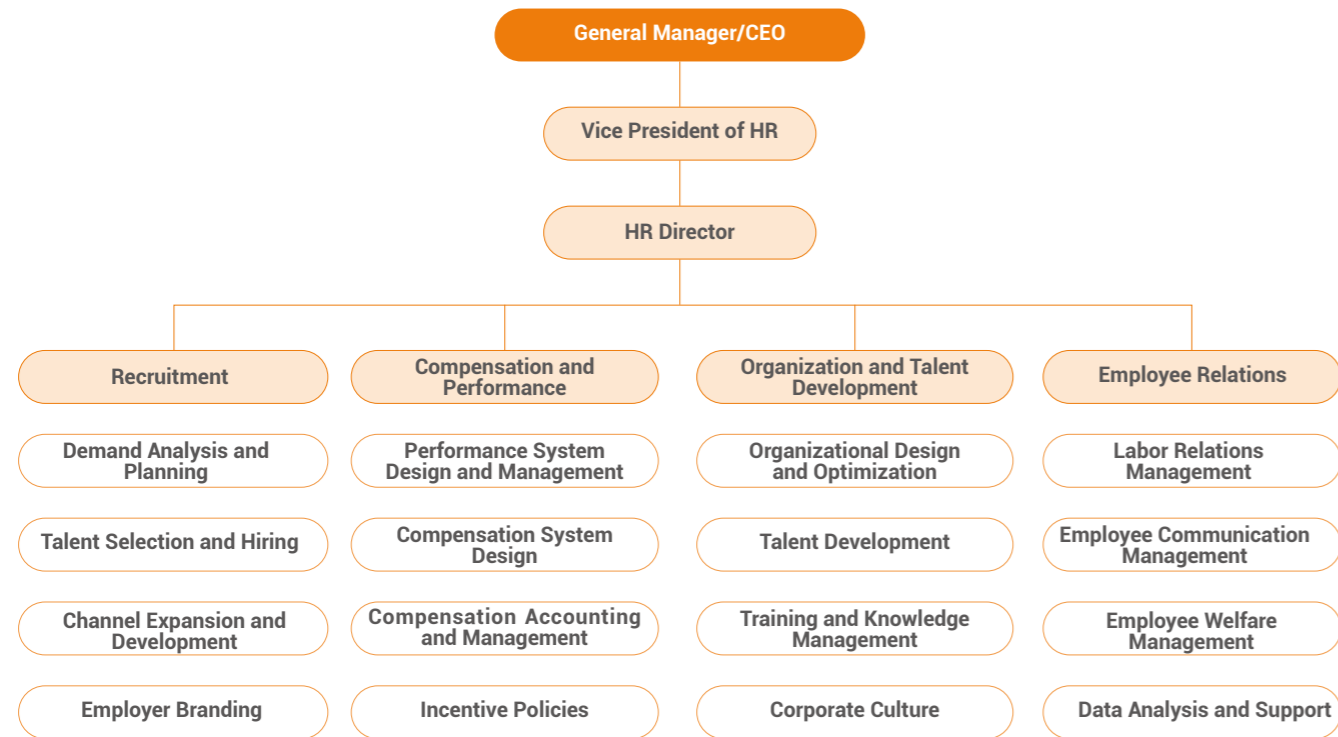 General Manager/CEO
Vice President of HR
HR Director
Recruitment
Compensation and
Performance
Organization and Talent
Development
Employee Relations
Demand Analysis and
Planning
Performance System
Design and Management
Organizational Design
and Optimization
Labor Relations
Management
Talent Selection and Hiring
Compensation System
Design
Talent Development
Employee Communication
Management
Channel Expansion and
Development
Compensation Accounting
and Management
Training and Knowledge
Management
Employee Welfare
Management
Employer Branding
Incentive Policies
Corporate Culture
Data Analysis and Support